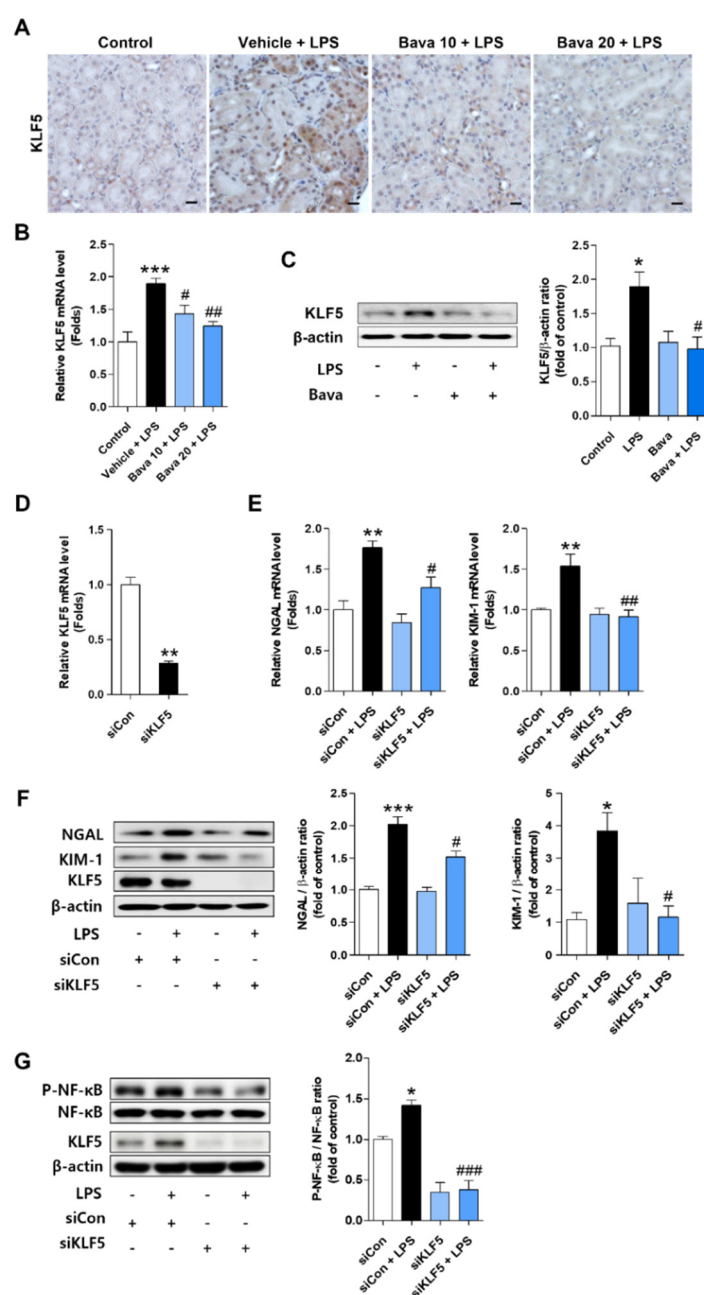 A
Control
Vehicle + LPS
Bava 10 + LPS
Bava 20 + LPS
KLF5
B
Relative KLF5 mRNA level
(Folds)
2.5
2.0
1.5
1.0
0.5
0.0
***
#
##
Control
Vehicle + LPS
Bava 10 + LPS
Bava 20 + LPS
C
KLF5
β-actin
LPS - + - +
Bava - - + +
KLF5/β-actin ratio
(fold of control)
2.5
2.0
1.5
1.0
0.5
0.0
*
#
Control
LPS
Bava
Bava + LPS
D
Relative KLF5 mRNA level
(Folds)
1.5
1.0
0.5
0.0
**
siCon
siKLF5
E
Relative NGAL mRNA level
(Folds)
2.0
1.5
1.0
0.5
0.0
**
#
siCon
siCon + LPS
siKLF5
siKLF5 + LPS
Relative KIM-1 mRNA level
(Folds)
2.0
1.5
1.0
0.5
0.0
**
##
siCon
siCon + LPS
siKLF5
siKLF5 + LPS
F
NGAL
KIM-1
KLF5
β-actin
LPS - + - +
siCon + + - -
siKLF5 - - + +
NGAL / β-actin ratio
(fold of control)
2.5
2.0
1.5
1.0
0.5
0.0
***
#
siCon
siCon + LPS
siKLF5
siKLF5 + LPS
KIM-1 / β-actin ratio
(fold of control)
5
4
3
2
1
0
*
#
siCon
siCon + LPS
siKLF5
siKLF5 + LPS
G
P-NF-κB
NF-κB
KLF5
β-actin
LPS - + - +
siCon + + - -
siKLF5 - - + +
P-NF-κB / NF-κB ratio
(fold of control)
2.0
1.5
1.0
0.5
0.0
*
###
siCon
siCon + LPS
siKLF5
siKLF5 + LPS